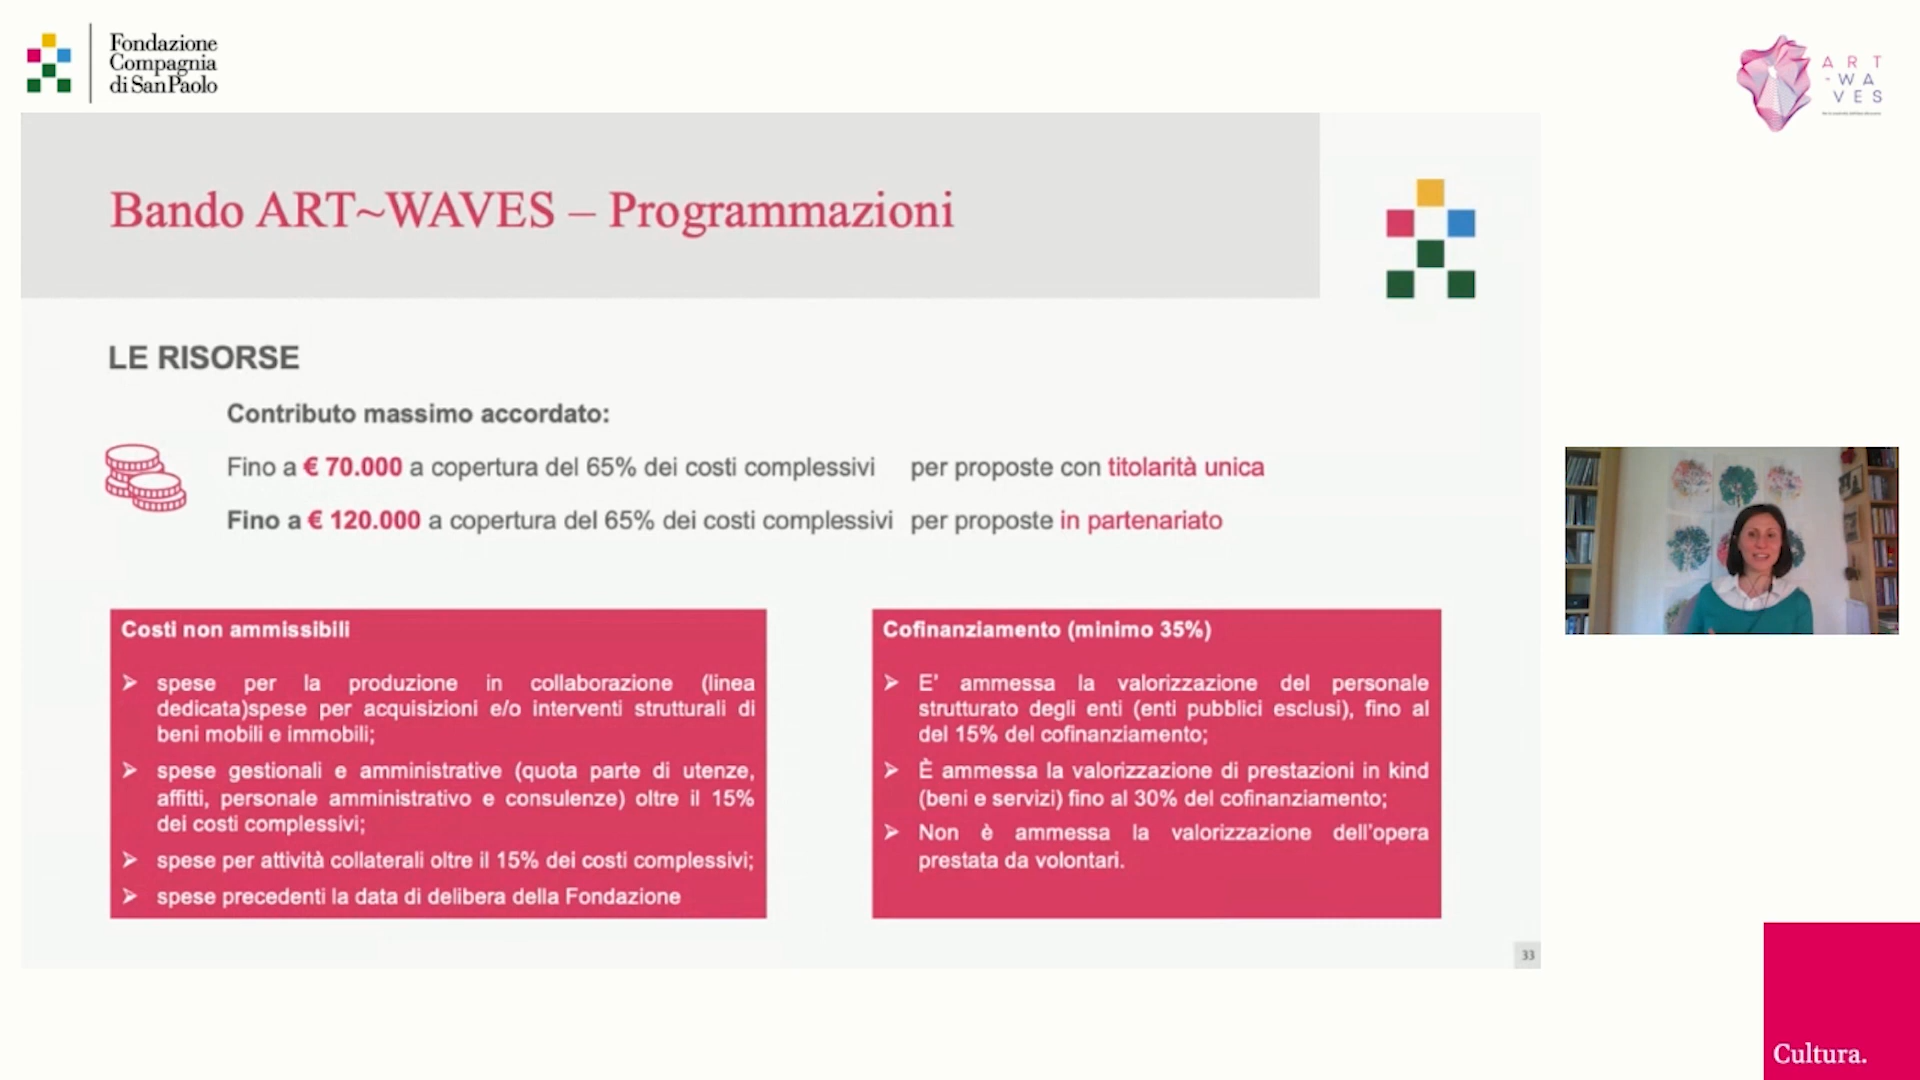 Fondazione
Compagnia
di San Paolo
ART
-WA
VES
Bando ART~WAVES – Programmazioni
LE RISORSE
Contributo massimo accordato:
Fino a € 70.000 a copertura del 65% dei costi complessivi per proposte con titolarità unica
Fino a € 120.000 a copertura del 65% dei costi complessivi per proposte in partenariato
Costi non ammissibili
➢ spese per la produzione in collaborazione (linea
dedicata)spese per acquisizioni e/o interventi strutturali di
beni mobili e immobili;
➢ spese gestionali e amministrative (quota parte di utenze,
affitti, personale amministrativo e consulenze) oltre il 15%
dei costi complessivi;
➢ spese per attività collaterali oltre il 15% dei costi complessivi;
➢ spese precedenti la data di delibera della Fondazione
Cofinanziamento (minimo 35%)
➢ E' ammessa la valorizzazione del personale
strutturato degli enti (enti pubblici esclusi), fino al
del 15% del cofinanziamento;
➢ È ammessa la valorizzazione di prestazioni in kind
(beni e servizi) fino al 30% del cofinanziamento;
➢ Non è ammessa la valorizzazione dell'opera
prestata da volontari.
33
Cultura.